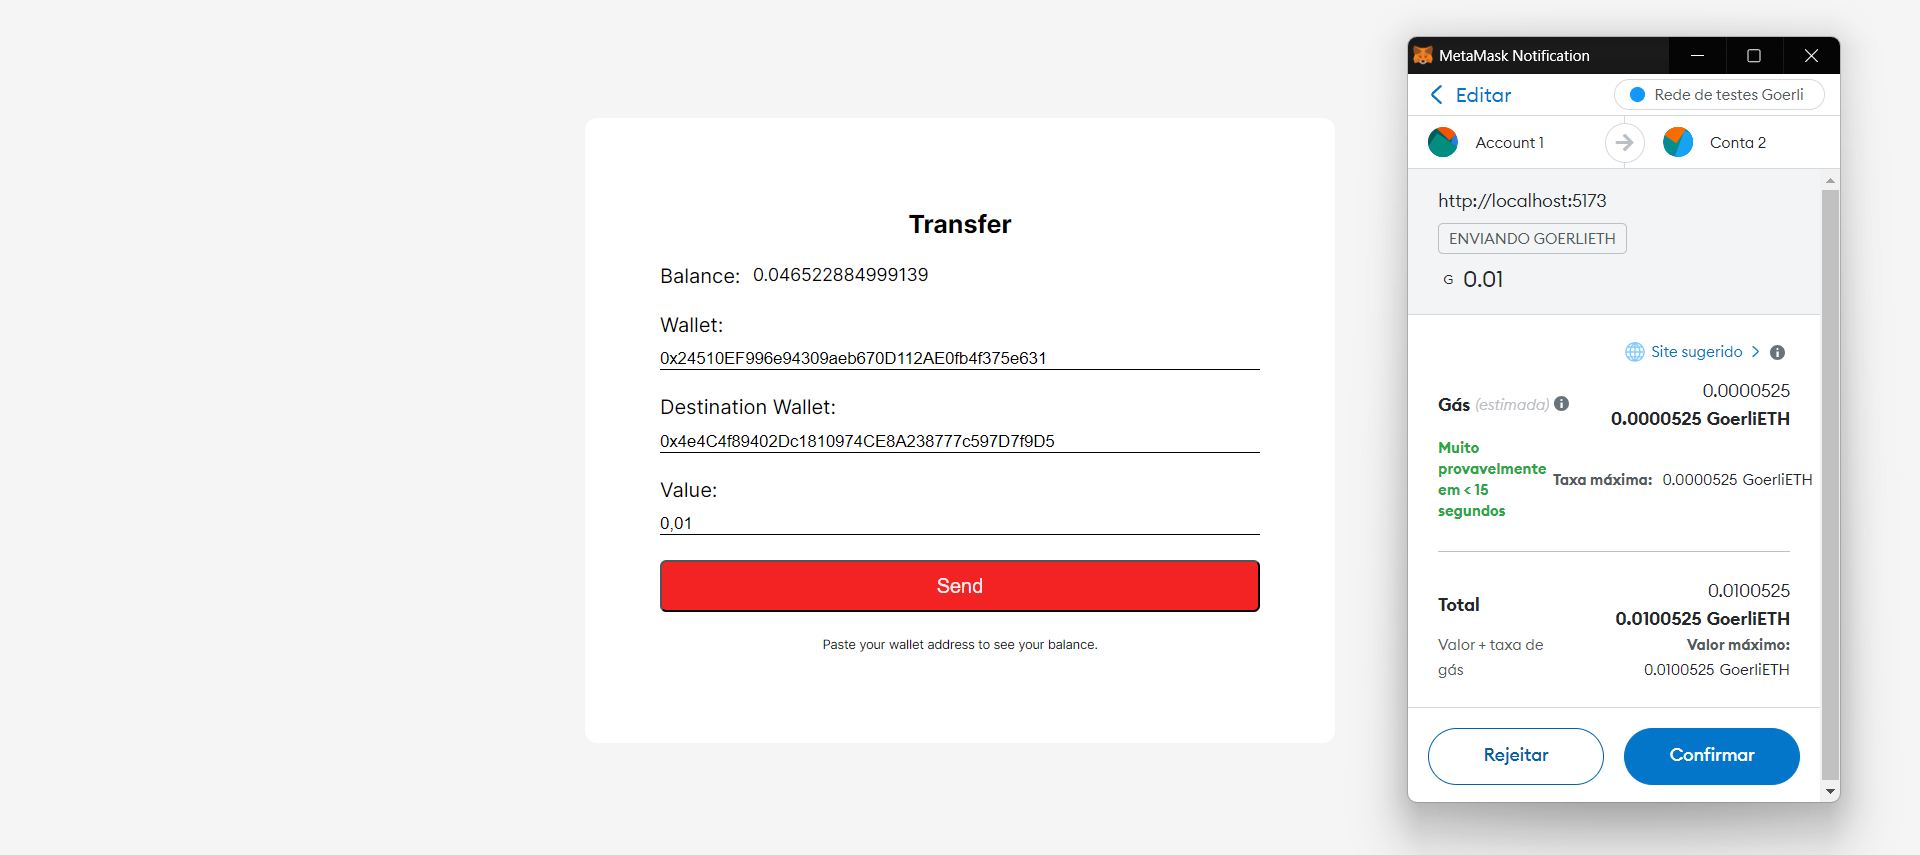 Transfer
Balance: 0.046522884999139
Wallet:
0x24510EF996e94309aeb670D112AE0fb4f375e631
Destination Wallet:
0x4e4C4f89402Dc1810974CE8A238777c597D7f9D5
Value:
0,01
Send
Paste your wallet address to see your balance.
MetaMask Notification
Editar
Rede de testes Goerli
Account 1
Conta 2
http://localhost:5173
ENVIANDO GOERLIETH
G 0.01
Site sugerido
0.0000525
Gás (estimada)
0.0000525 GoerliETH
Muito
provavelmente
em < 15
segundos
Taxa máxima: 0.0000525 GoerliETH
0.0100525
Total
0.0100525 GoerliETH
Valor + taxa de
gás
Valor máximo:
0.0100525 GoerliETH
Rejeitar
Confirmar